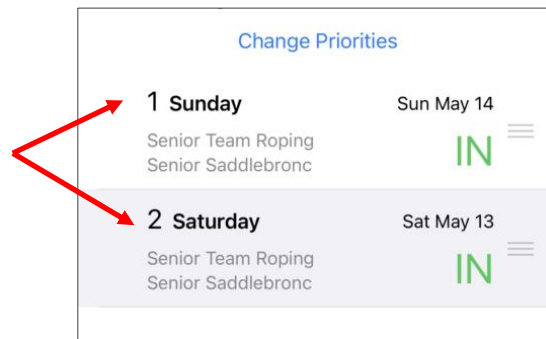 Change Priorities
1 Sunday Sun May 14
Senior Team Roping
Senior Saddlebronc
IN
2 Saturday Sat May 13
Senior Team Roping
Senior Saddlebronc
IN